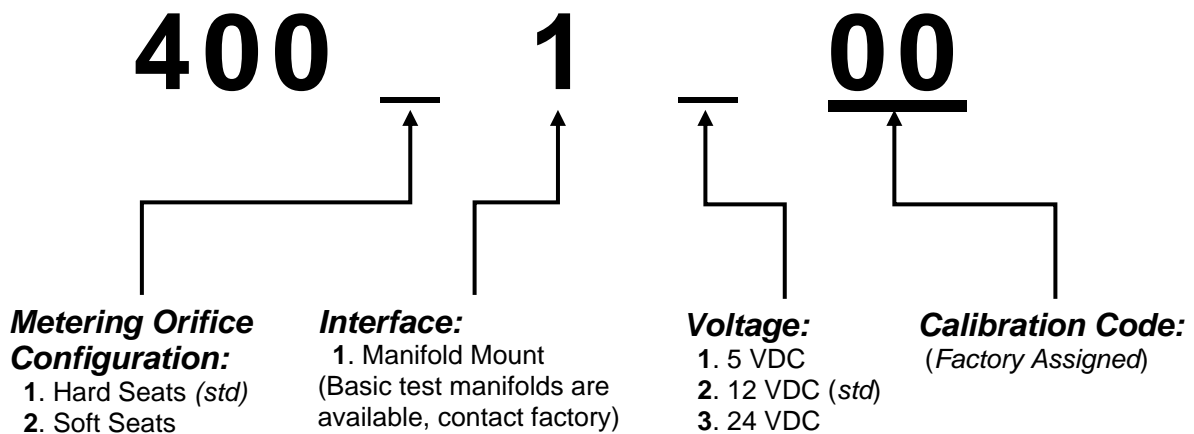 400 _ 1 _ 00
Metering Orifice
Configuration:
1. Hard Seats (std)
2. Soft Seats
Interface:
1. Manifold Mount
(Basic test manifolds are
available, contact factory)
Voltage:
1. 5 VDC
2. 12 VDC (std)
3. 24 VDC
Calibration Code:
(Factory Assigned)